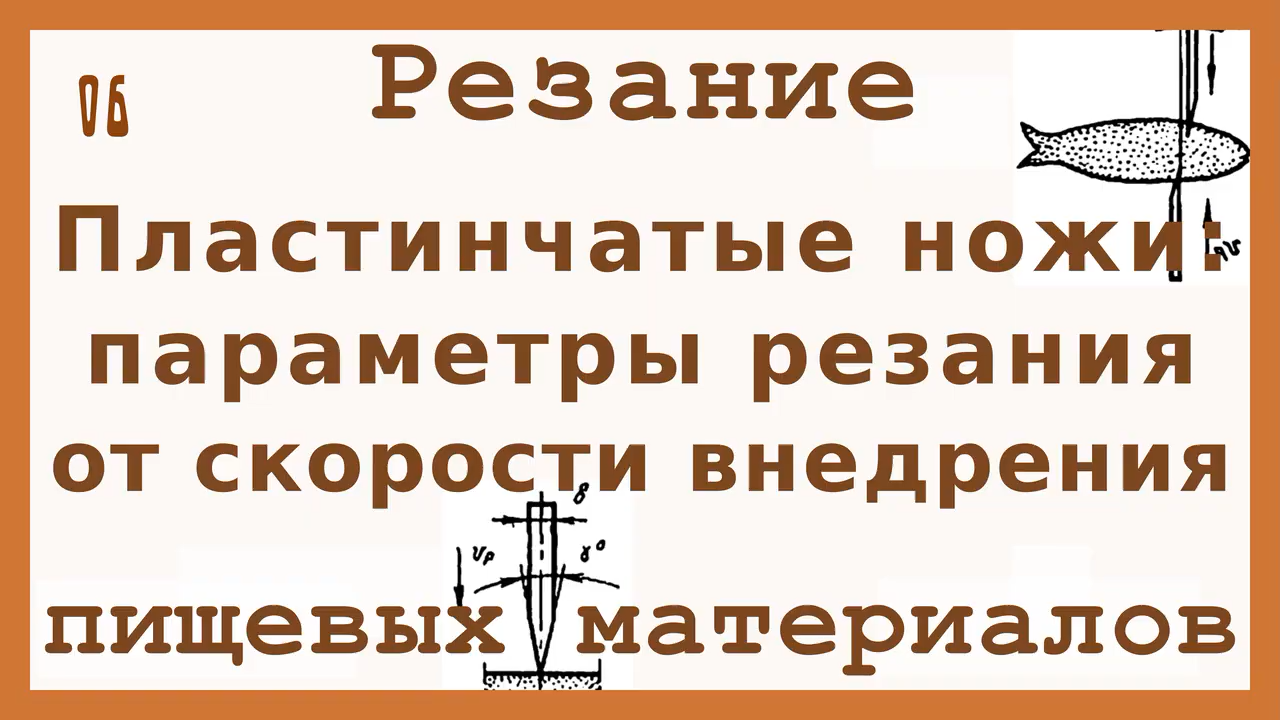 06
Резание
Пластинчатые ножи:
параметры резания
от скорости внедрения
пищевых материалов